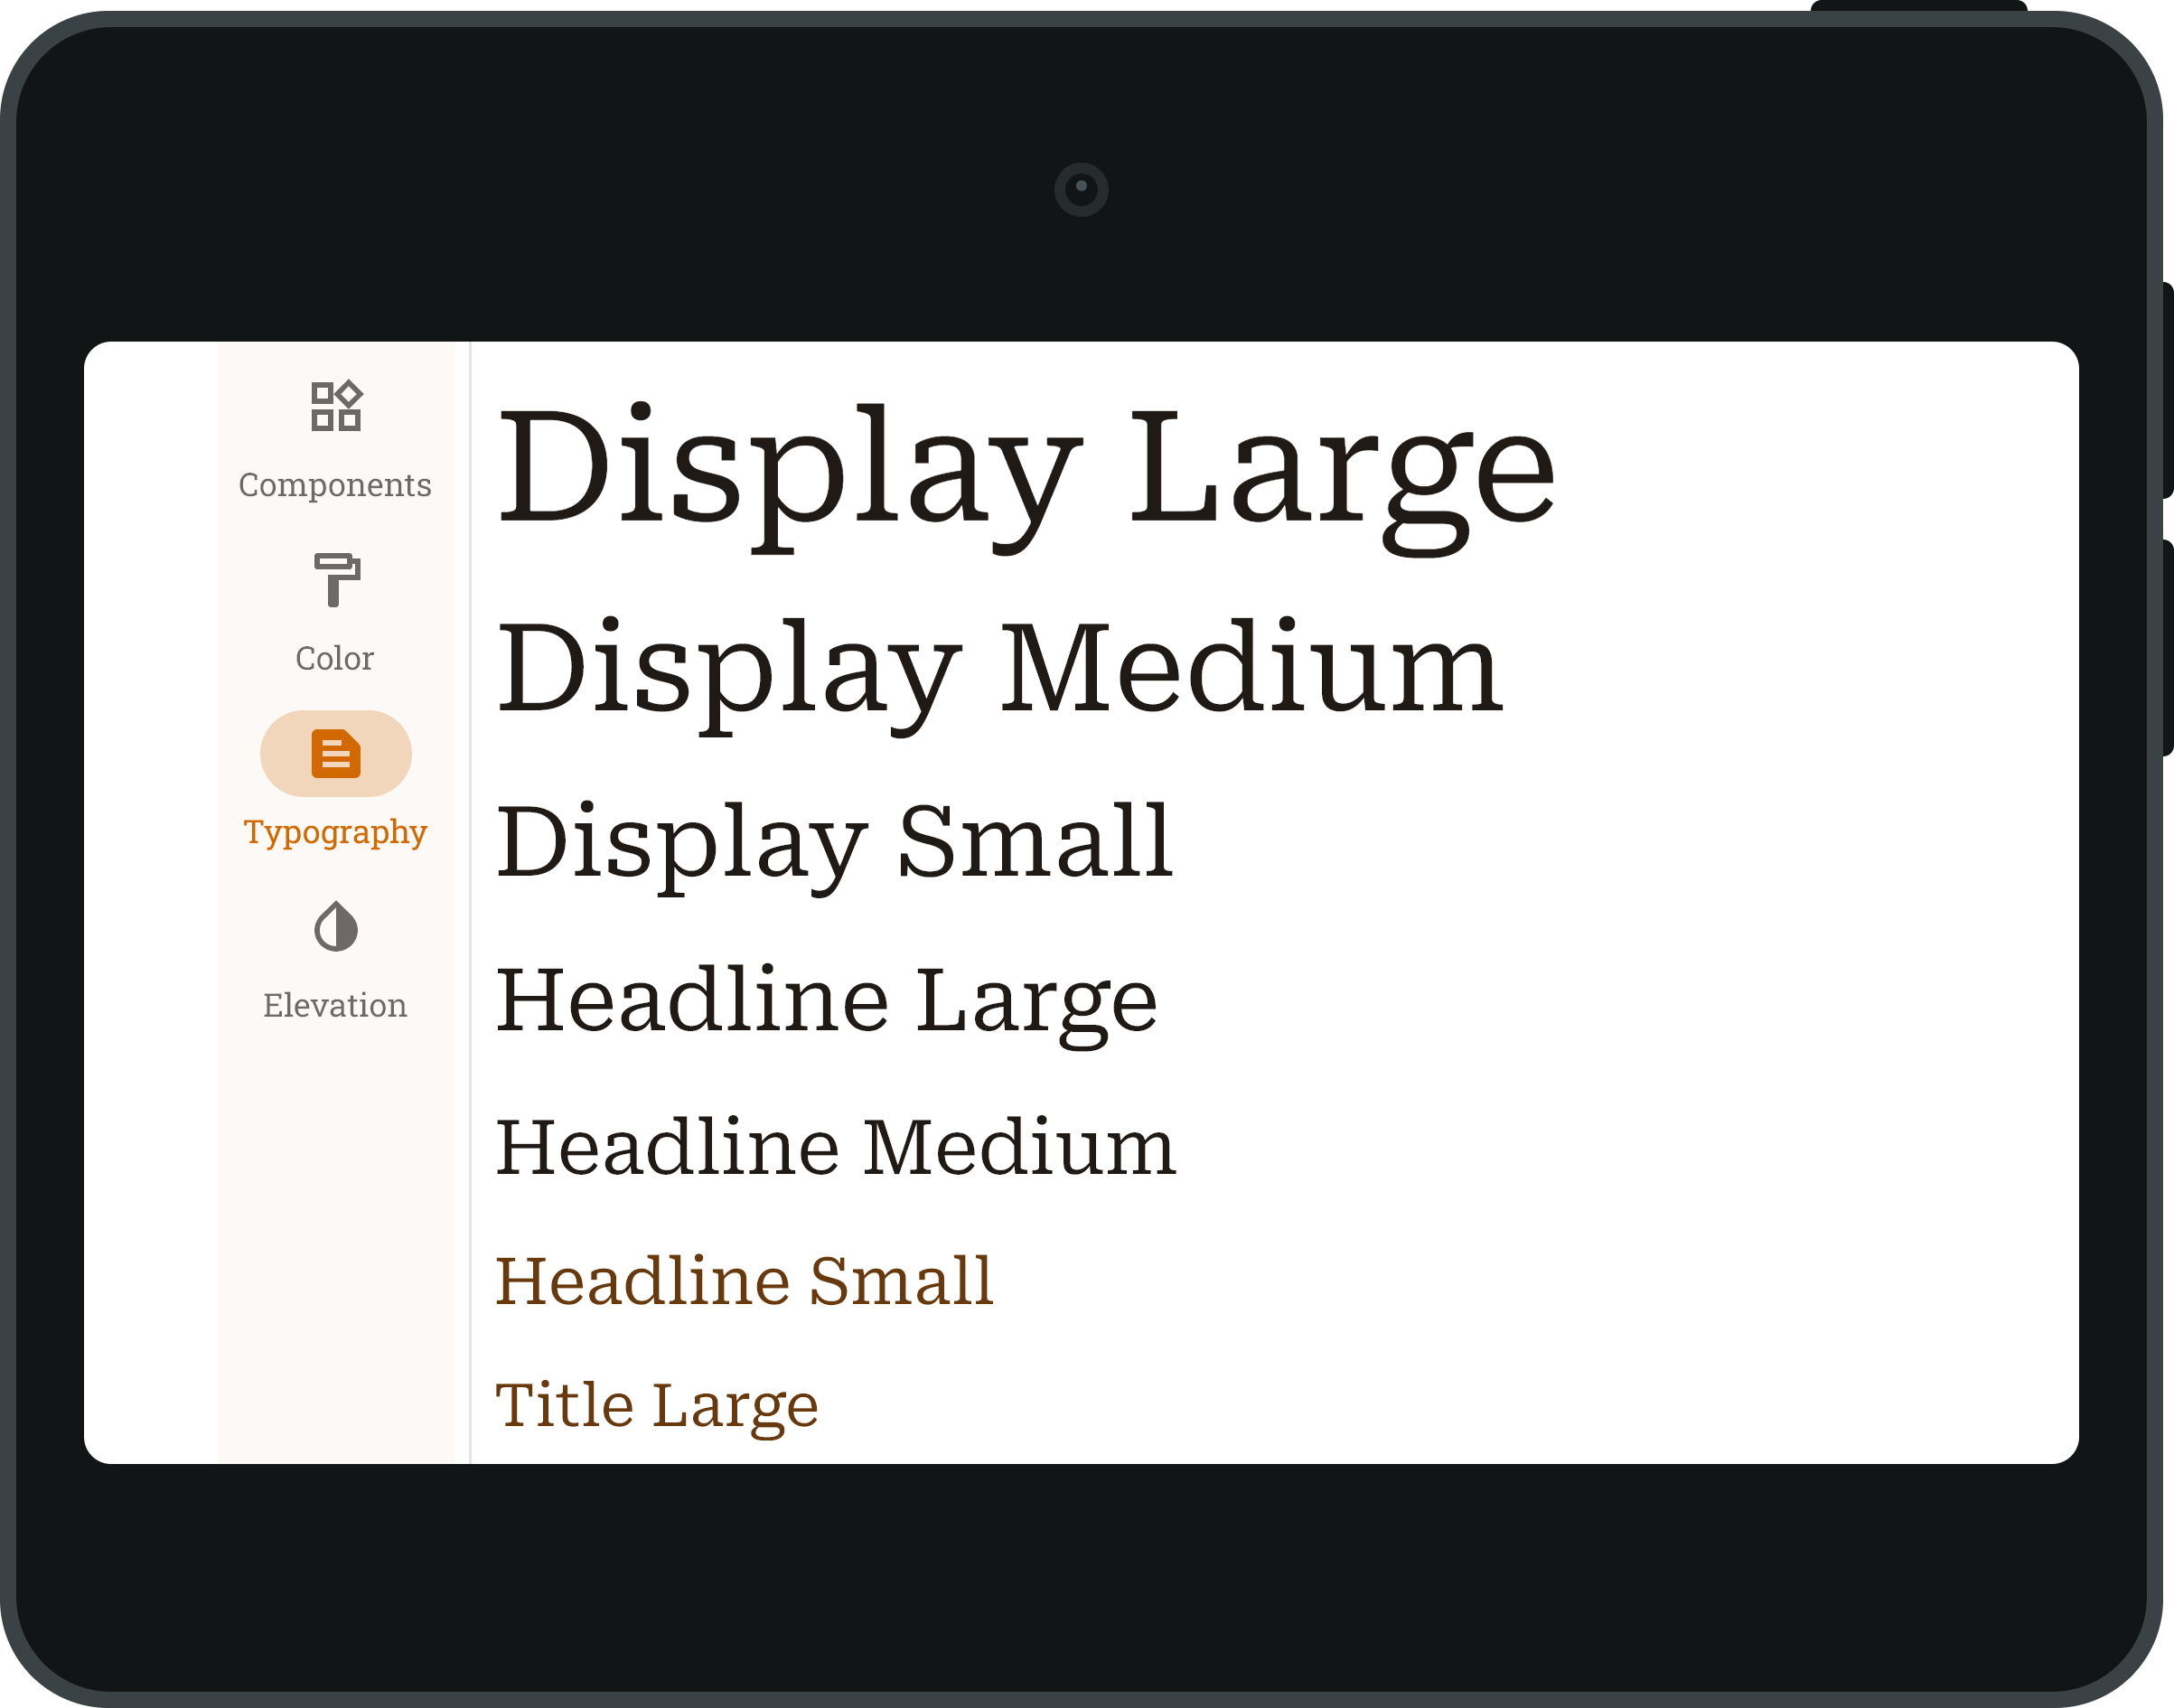 Components
Color
Typography
Elevation
Display Large
Display Medium
Display Small
Headline Large
Headline Medium
Headline Small
Title Large